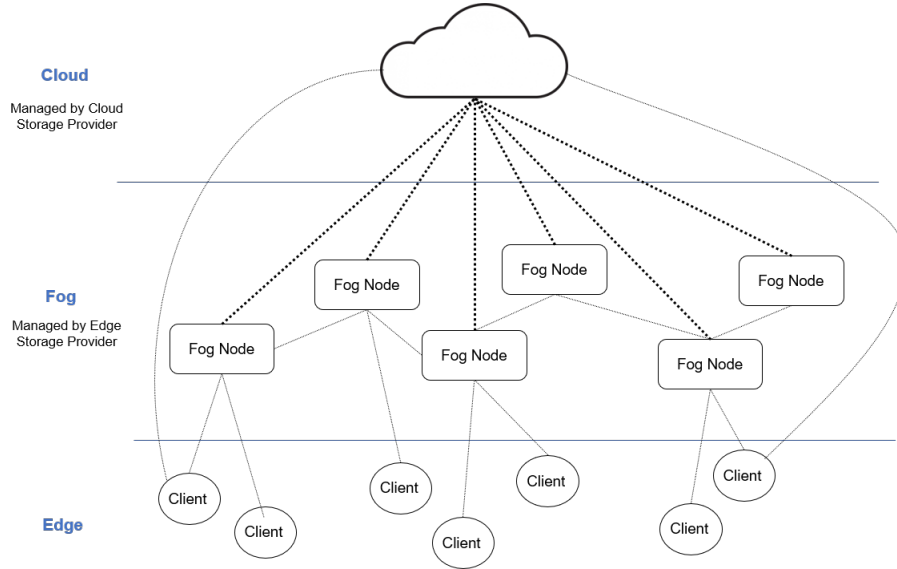 Cloud
Managed by Cloud
Storage Provider
Fog Node
Fog Node
Fog Node
Fog
Managed by Edge
Storage Provider
Fog Node
Fog Node
Fog Node
Client
Client
Client
Client
Edge
Client
Client
Client